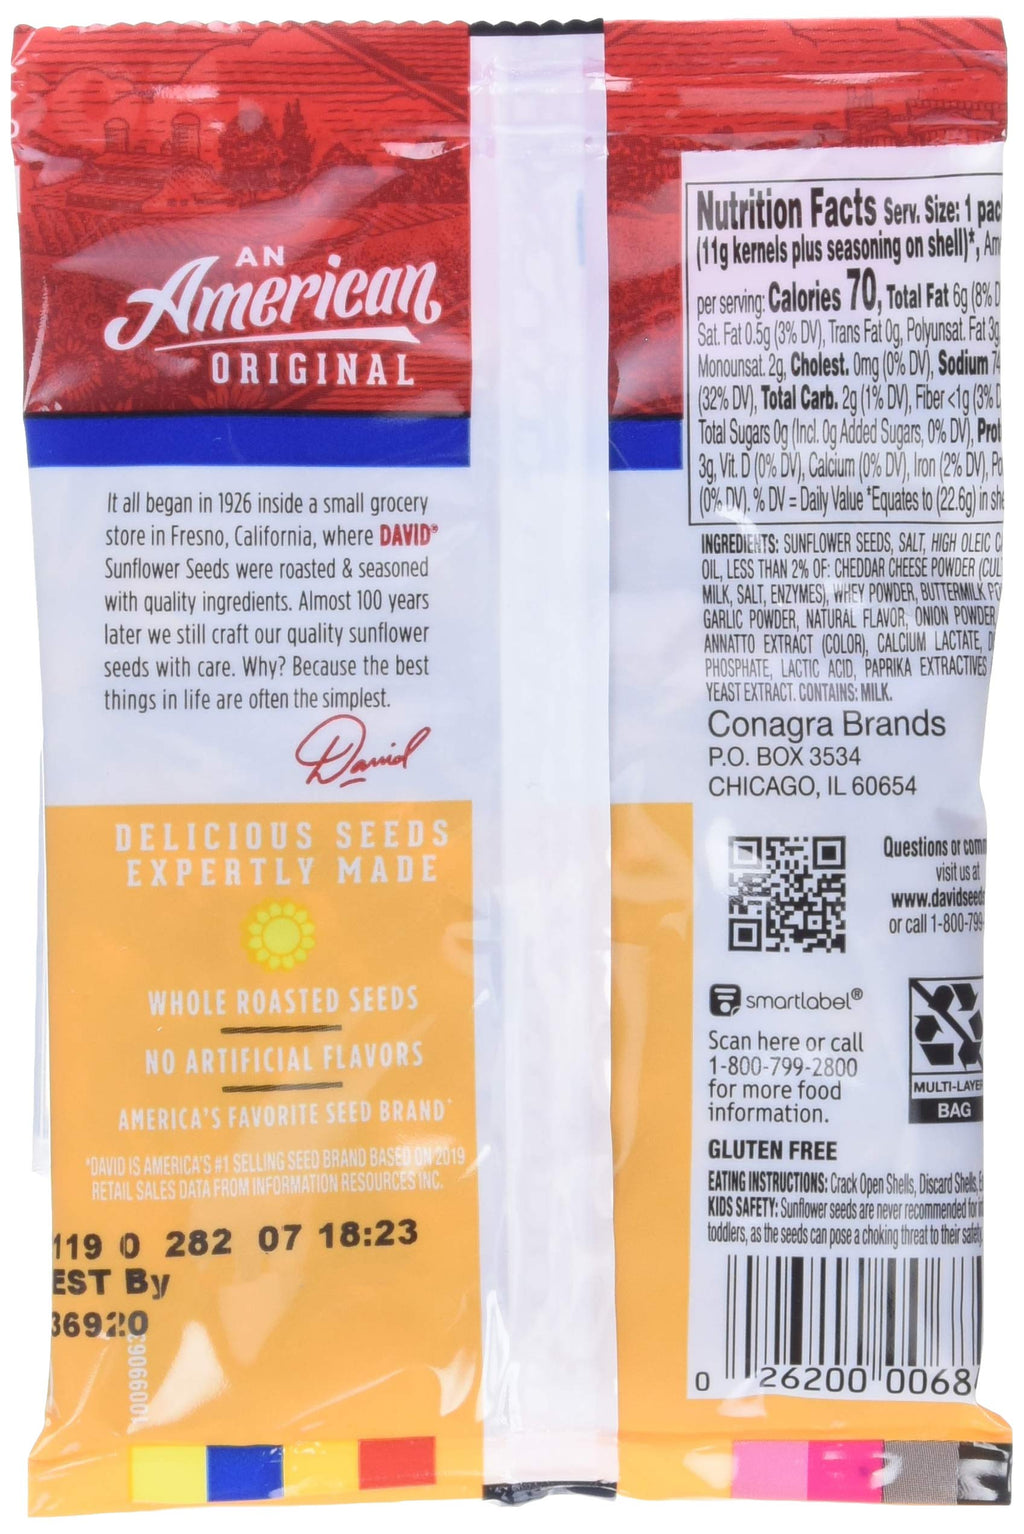 AN
American
ORIGINAL
It all began in 1926 inside a small grocery
store in Fresno, California, where DAVID®
Sunflower Seeds were roasted & seasoned
with quality ingredients. Almost 100 years
later we still craft our quality sunflower
seeds with care. Why? Because the best
things in life are often the simplest.
David
DELICIOUS SEEDS
EXPERTLY MADE
WHOLE ROASTED SEEDS
NO ARTIFICIAL FLAVORS
AMERICA'S FAVORITE SEED BRAND*
*DAVID IS AMERICA'S #1 SELLING SEED BRAND BASED ON 2019
RETAIL SALES DATA FROM INFORMATION RESOURCES INC.
119 0 282 07 18:23
EST By
36920
10099063
Nutrition Facts Serv. Size: 1 pac
(11g kernels plus seasoning on shell)*, Am
per serving: Calories 70, Total Fat 6g (8% D
Sat. Fat 0.5g (3% DV), Trans Fat 0g, Polyunsat. Fat 3g
Monounsat. 2g, Cholest. 0mg (0% DV), Sodium 74
(32% DV), Total Carb. 2g (1% DV), Fiber <1g (3% D
Total Sugars 0g (Incl. 0g Added Sugars, 0% DV), Prot
3g, Vit. D (0% DV), Calcium (0% DV), Iron (2% DV), Po
(0% DV). % DV = Daily Value *Equates to (22.6g) in she
INGREDIENTS: SUNFLOWER SEEDS, SALT, HIGH OLEIC C
OIL, LESS THAN 2% OF: CHEDDAR CHEESE POWDER (CUL
MILK, SALT, ENZYMES), WHEY POWDER, BUTTERMILK PO
GARLIC POWDER, NATURAL FLAVOR, ONION POWDER,
ANNATTO EXTRACT (COLOR), CALCIUM LACTATE, DI
PHOSPHATE, LACTIC ACID, PAPRIKA EXTRACTIVES
YEAST EXTRACT. CONTAINS: MILK.
Conagra Brands
P.O. BOX 3534
CHICAGO, IL 60654
Questions or comm
visit us at
www.davidseeds
or call 1-800-799-
smartlabel®
Scan here or call
1-800-799-2800
for more food
information.
MULTI-LAYER
BAG
GLUTEN FREE
EATING INSTRUCTIONS: Crack Open Shells, Discard Shells, E
KIDS SAFETY: Sunflower seeds are never recommended for in
toddlers, as the seeds can pose a choking threat to their safety.
0 26200 0068